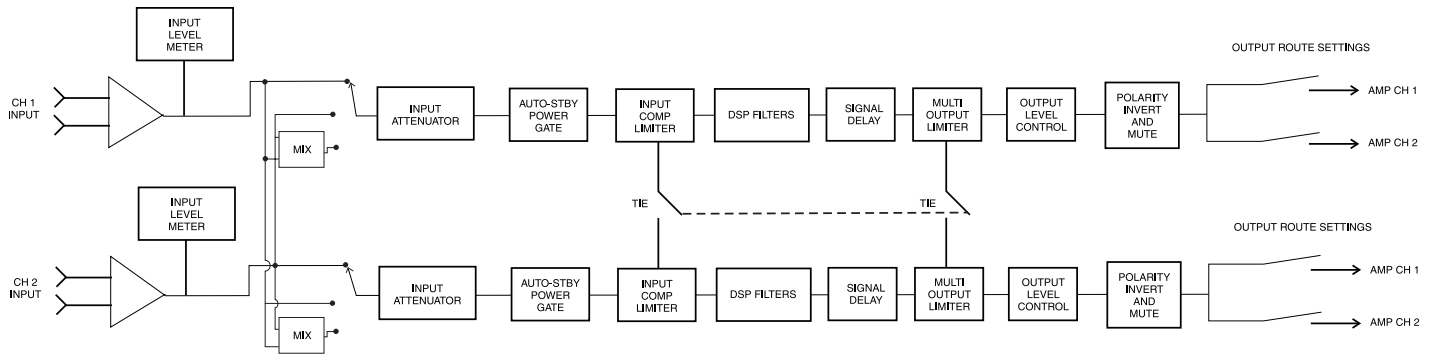 INPUT
LEVEL
METER
CH 1
INPUT
MIX
INPUT
ATTENUATOR
AUTO-STBY
POWER
GATE
INPUT
COMP
LIMITER
DSP FILTERS
SIGNAL
DELAY
MULTI
OUTPUT
LIMITER
OUTPUT
LEVEL
CONTROL
POLARITY
INVERT
AND
MUTE
OUTPUT ROUTE SETTINGS
AMP CH 1
AMP CH 2
TIE
TIE
INPUT
LEVEL
METER
CH 2
INPUT
MIX
INPUT
ATTENUATOR
AUTO-STBY
POWER
GATE
INPUT
COMP
LIMITER
DSP FILTERS
SIGNAL
DELAY
MULTI
OUTPUT
LIMITER
OUTPUT
LEVEL
CONTROL
POLARITY
INVERT
AND
MUTE
OUTPUT ROUTE SETTINGS
AMP CH 1
AMP CH 2